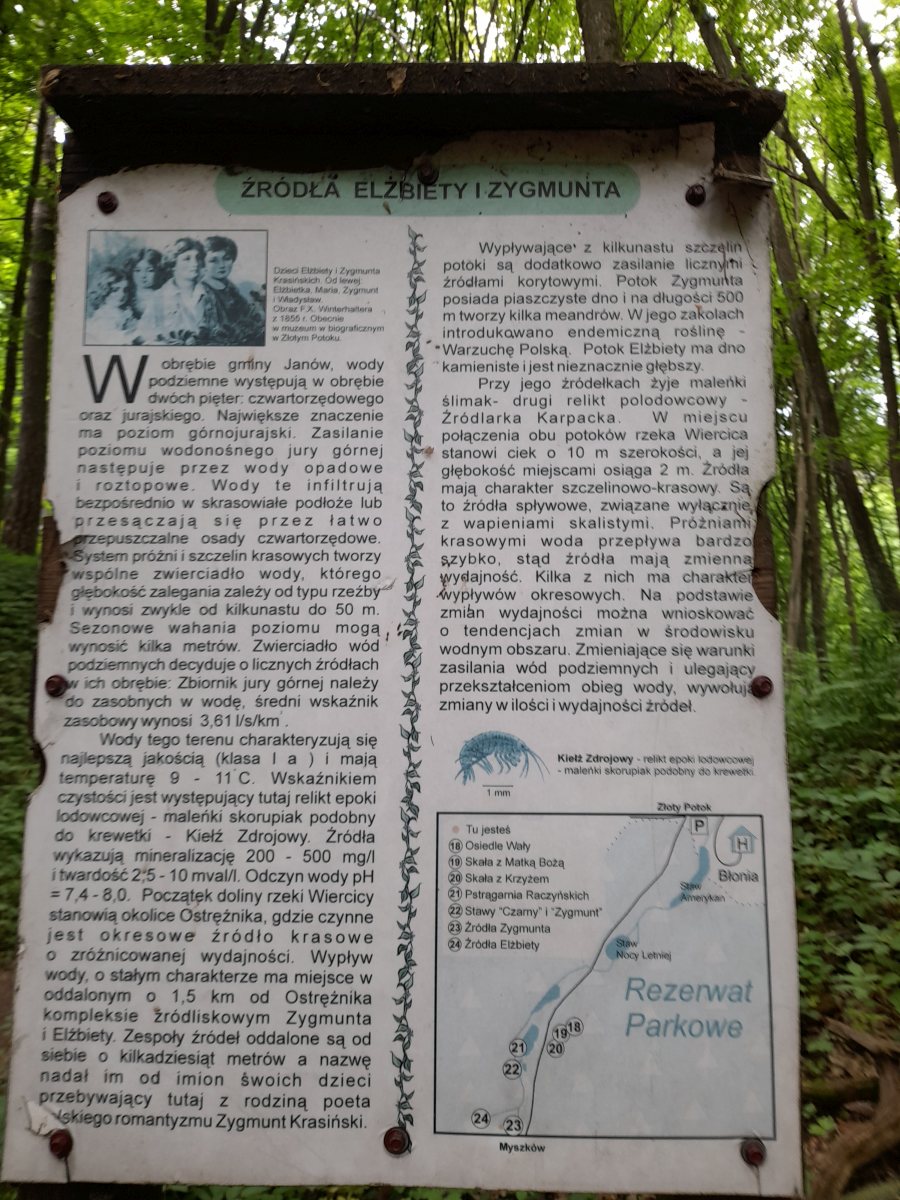 ŹRÓDŁA ELŻBIETY I ZYGMUNTA
Dzieci Elżbiety i Zygmunta
Krasińskich. Od lewej:
Elżbietka, Maria, Zygmunt
i Władysław.
Obraz F.X. Winterhaltera
z 1855 r. Obecnie
w muzeum w biograficznym
w Złotym Potoku.
W obrębie gminy Janów, wody
podziemne występują w obrębie
dwóch pięter: czwartorzędowego
oraz jurajskiego. Największe znaczenie
ma poziom górnojurajski. Zasilanie
poziomu wodonośnego jury górnej
następuje przez wody opadowe
i roztopowe. Wody te infiltrują
bezpośrednio w skrasowiałe podłoże lub
przesączają się przez łatwo
przepuszczalne osady czwartorzędowe.
System próżni i szczelin krasowych tworzy
wspólne zwierciadło wody, którego
głębokość zalegania zależy od typu rzeźby
i wynosi zwykle od kilkunastu do 50 m.
Sezonowe wahania poziomu mogą
wynosić kilka metrów. Zwierciadło wód
podziemnych decyduje o licznych źródłach
w ich obrębie: Zbiornik jury górnej należy
do zasobnych w wodę, średni wskaźnik
zasobowy wynosi 3,61 l/s/km².
Wody tego terenu charakteryzują się
najlepszą jakością (klasa I a ) i mają
temperaturę 9 - 11°C. Wskaźnikiem
czystości jest występujący tutaj relikt epoki
lodowcowej - maleńki skorupiak podobny
do krewetki - Kiełż Zdrojowy. Źródła
wykazują mineralizację 200 - 500 mg/l
i twardość 2,5 - 10 mval/l. Odczyn wody pH
= 7,4 - 8,0. Początek doliny rzeki Wiercicy
stanowią okolice Ostrężnika, gdzie czynne
jest okresowe źródło krasowe
o zróżnicowanej wydajności. Wypływ
wody, o stałym charakterze ma miejsce w
oddalonym o 1,5 km od Ostrężnika
kompleksie źródliskowym Zygmunta
i Elżbiety. Zespoły źródeł oddalone są od
siebie o kilkadziesiąt metrów a nazwę
nadał im od imion swoich dzieci
przebywający tutaj z rodziną poeta
lskiego romantyzmu Zygmunt Krasiński.
Wypływające z kilkunastu szczelin
potoki są dodatkowo zasilanie licznymi
źródłami korytowymi. Potok Zygmunta
posiada piaszczyste dno i na długości 500
m tworzy kilka meandrów. W jego zakolach
introdukowano endemiczną roślinę -
Warzuchę Polską. Potok Elżbiety ma dno
kamieniste i jest nieznacznie głębszy.
Przy jego źródełkach żyje maleńki
ślimak- drugi relikt polodowcowy -
Źródlarka Karpacka. W miejscu
połączenia obu potoków rzeka Wiercica
stanowi ciek o 10 m szerokości, a jej
głębokość miejscami osiąga 2 m. Źródła
mają charakter szczelinowo-krasowy. Są
to źródła spływowe, związane wyłącznie
z wapieniami skalistymi. Próżniami
krasowymi woda przepływa bardzo
szybko, stąd źródła mają zmienną
wydajność. Kilka z nich ma charakter
wypływów okresowych. Na podstawie
zmian wydajności można wnioskować
o tendencjach zmian w środowisku
wodnym obszaru. Zmieniające się warunki
zasilania wód podziemnych i ulegający
przekształceniom obieg wody, wywołują
zmiany w ilości i wydajności źródeł.
Kiełż Zdrojowy - relikt epoki lodowcowej
- maleńki skorupiak podobny do krewetki
1 mm
Złoty Potok
Tu jesteś
18 Osiedle Wały
19 Skała z Matką Bożą
20 Skała z Krzyżem
21 Pstrągarnia Raczyńskich
22 Stawy "Czarny" i "Zygmunt"
23 Źródła Zygmunta
24 Źródła Elżbiety
P
H
Błonia
Staw
Amerykan
Staw
Nocy Letniej
Rezerwat
Parkowe
18
19
20
21
22
24
23
Myszków